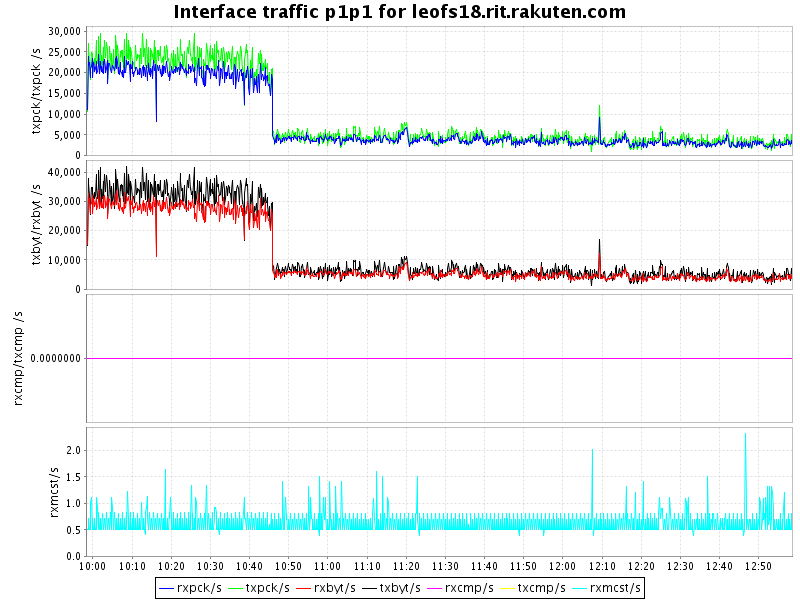 Interface traffic p1p1 for leofs18.rit.rakuten.com
txpck/txpck /s
30,000
25,000
20,000
15,000
10,000
5,000
0
txbyt/rxbyt /s
40,000
30,000
20,000
10,000
0
rxcmp/txcmp /s
0.0000000
rxmcst/s
2.0
1.5
1.0
0.5
0.0
10:00 10:10 10:20 10:30 10:40 10:50 11:00 11:10 11:20 11:30 11:40 11:50 12:00 12:10 12:20 12:30 12:40 12:50
rxpck/s txpck/s rxbyt/s txbyt/s rxcmp/s txcmp/s rxmcst/s